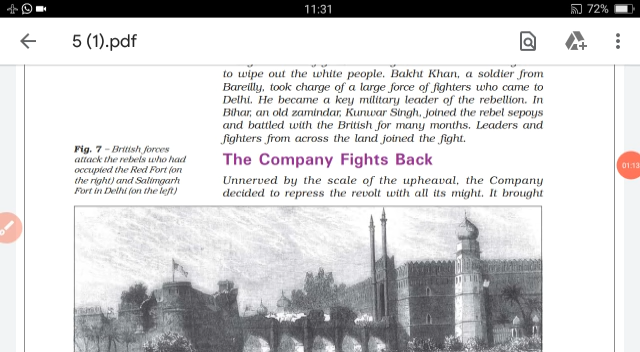 11:31
72%
5 (1).pdf
to wipe out the white people. Bakht Khan, a soldier from
Bareilly, took charge of a large force of fighters who came to
Delhi. He became a key military leader of the rebellion. In
Bihar, an old zamindar, Kunwar Singh, joined the rebel sepoys
and battled with the British for many months. Leaders and
fighters from across the land joined the fight.
Fig. 7 – British forces
attack the rebels who had
occupied the Red Fort (on
the right) and Salimgarh
Fort in Delhi (on the left)
The Company Fights Back
Unnerved by the scale of the upheaval, the Company
decided to repress the revolt with all its might. It brought
01:13